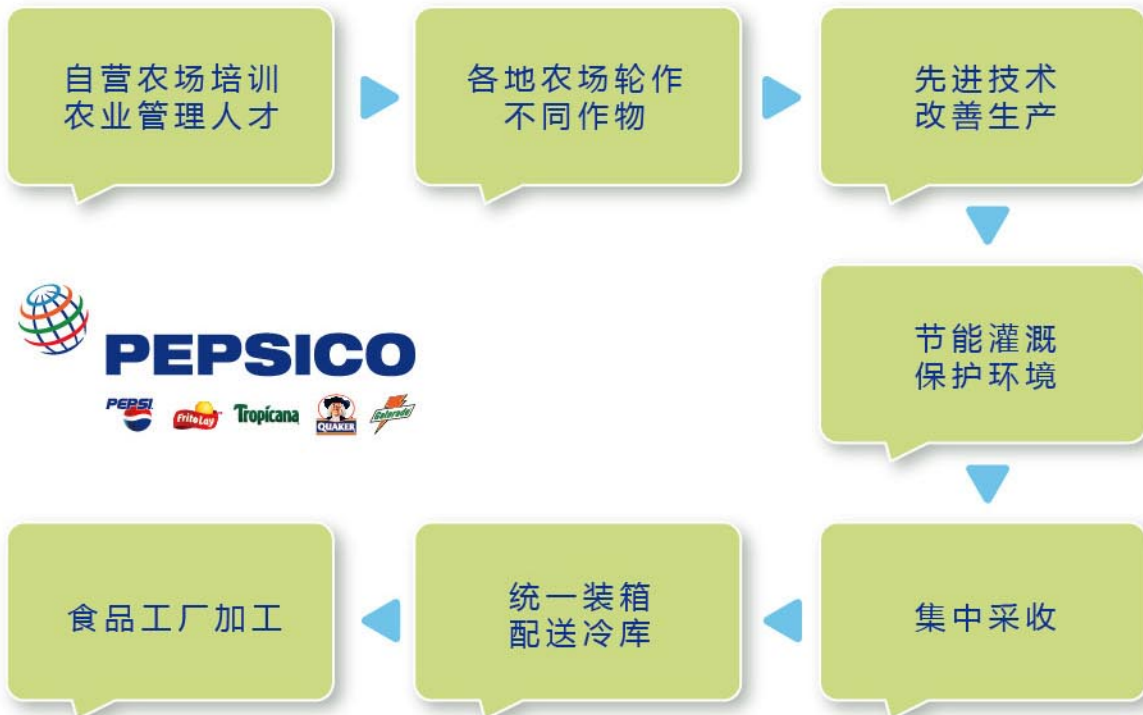 自营农场培训
农业管理人才
各地农场轮作
不同作物
先进技术
改善生产
节能灌溉
保护环境
PEPSICO
PEPSI
FritoLay
Tropicana
QUAKER
Gatorade
集中采收
统一装箱
配送冷库
食品工厂加工